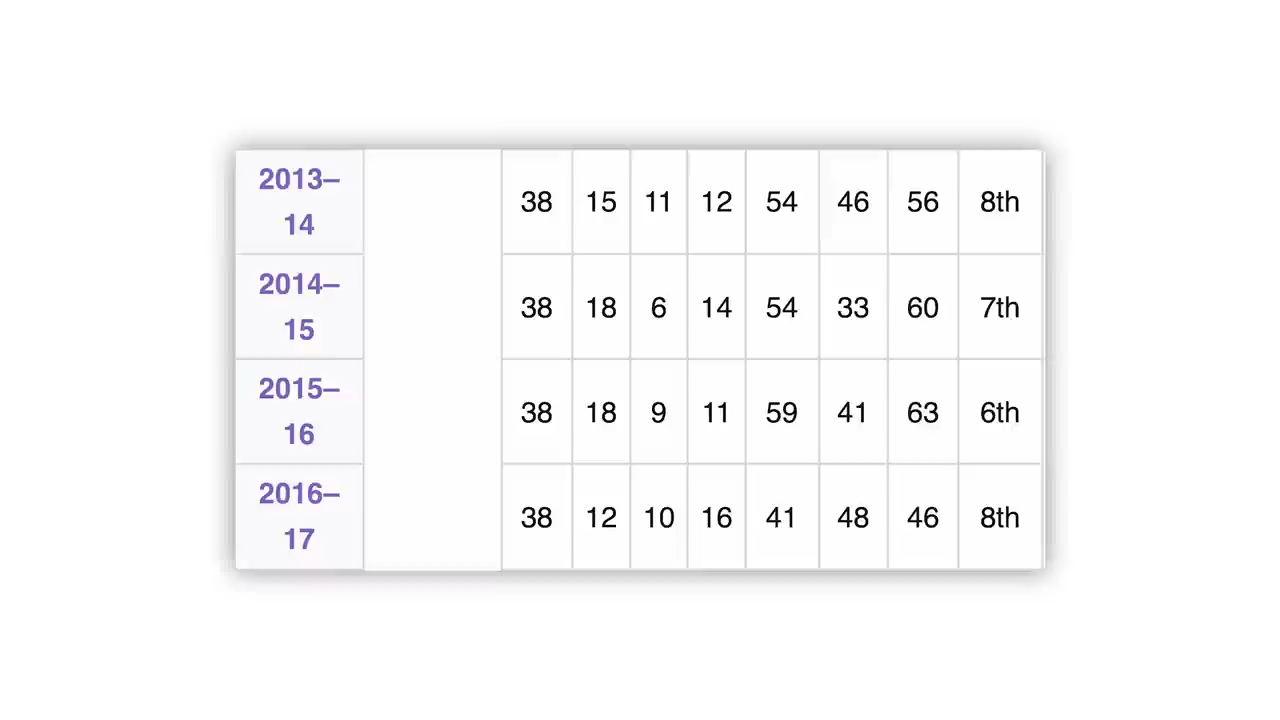 2013–
14 38 15 11 12 54 46 56 8th
2014–
15 38 18 6 14 54 33 60 7th
2015–
16 38 18 9 11 59 41 63 6th
2016–
17 38 12 10 16 41 48 46 8th